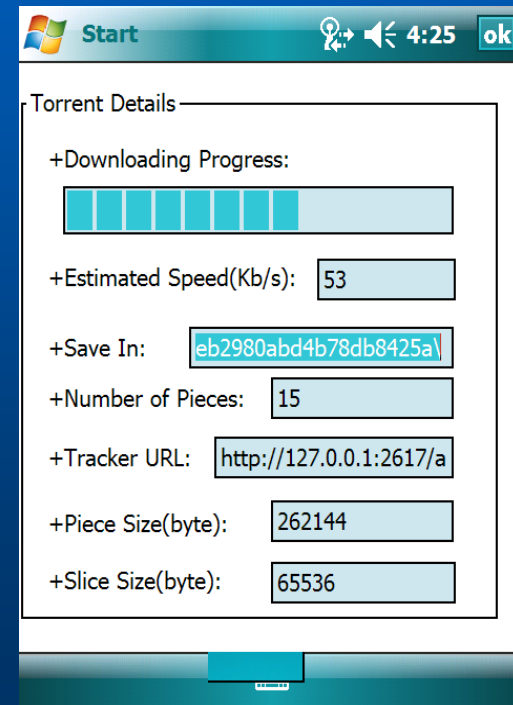 Start 4:25 ok
Torrent Details
+Downloading Progress:
+Estimated Speed(Kb/s): 53
+Save In: eb2980abd4b78db8425a\
+Number of Pieces: 15
+Tracker URL: http://127.0.0.1:2617/a
+Piece Size(byte): 262144
+Slice Size(byte): 65536